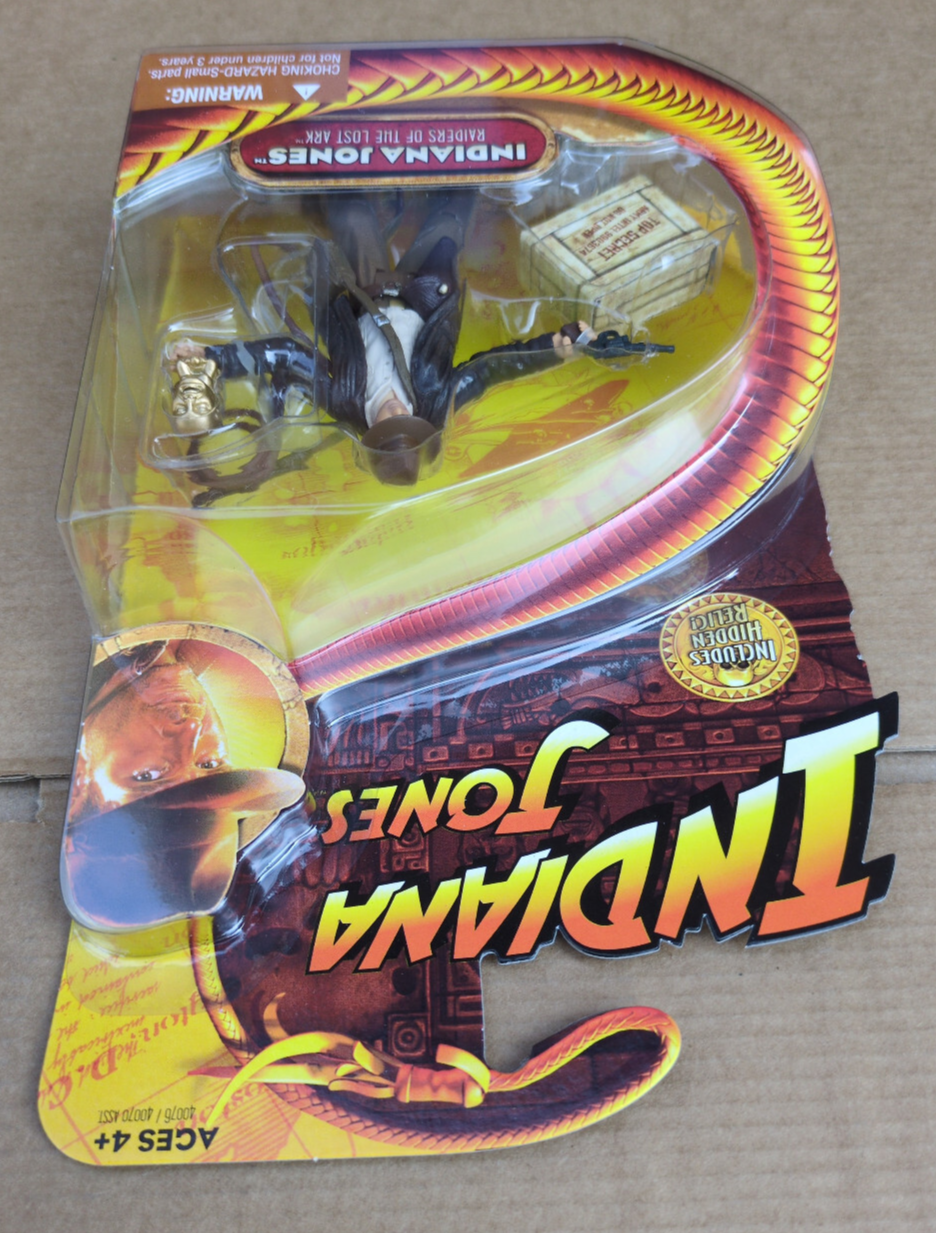 AGES 4+
40076 / 40070 ASST.
INDIANA
JONES
INCLUDES
HIDDEN
RELIC!
TOP SECRET
INDIANA JONES™
RAIDERS OF THE LOST ARK™
WARNING:
CHOKING HAZARD-Small parts.
Not for children under 3 years.